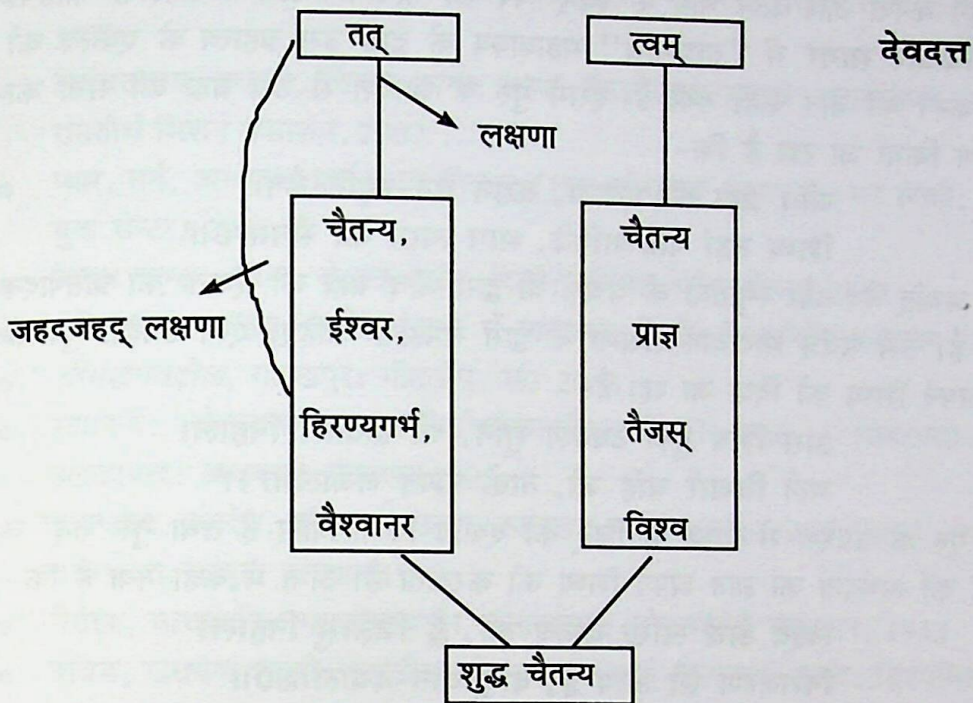 तत् त्वम् देवदत्त
लक्षणा
चैतन्य, चैतन्य
जहदजहद् लक्षणा ईश्वर, प्राज्ञ
हिरण्यगर्भ, तैजस्
वैश्वानर विश्व
शुद्ध चैतन्य